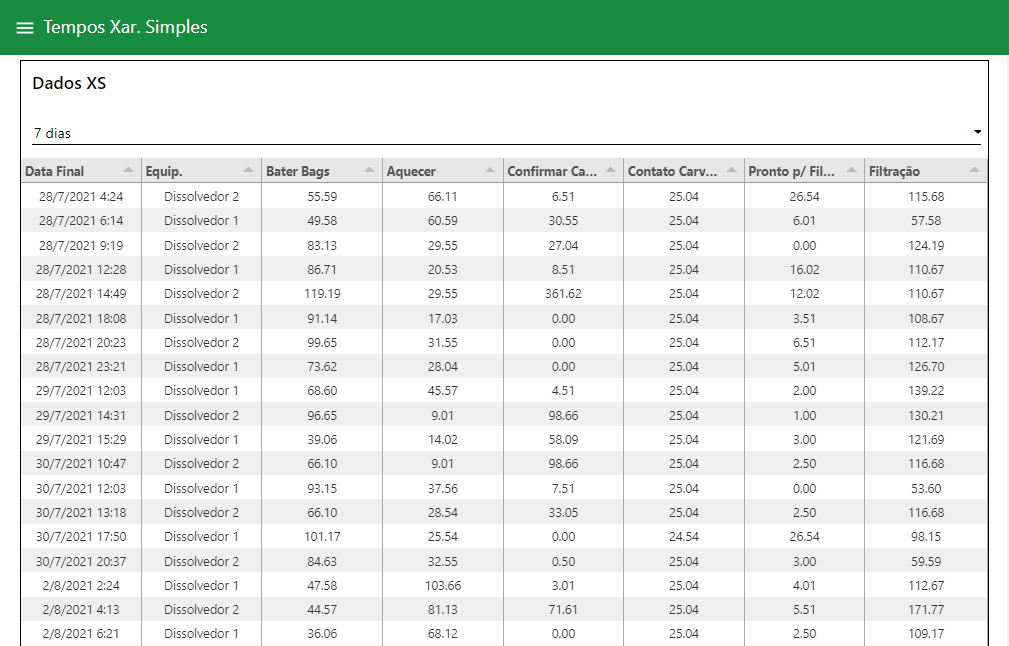 Tempos Xar. Simples
Dados XS
7 dias
Data Final Equip. Bater Bags Aquecer Confirmar Ca... Contato Carv... Pronto p/ Fil... Filtração
28/7/2021 4:24 Dissolvedor 2 55.59 66.11 6.51 25.04 26.54 115.68
28/7/2021 6:14 Dissolvedor 1 49.58 60.59 30.55 25.04 6.01 57.58
28/7/2021 9:19 Dissolvedor 2 83.13 29.55 27.04 25.04 0.00 124.19
28/7/2021 12:28 Dissolvedor 1 86.71 20.53 8.51 25.04 16.02 110.67
28/7/2021 14:49 Dissolvedor 2 119.19 29.55 361.62 25.04 12.02 110.67
28/7/2021 18:08 Dissolvedor 1 91.14 17.03 0.00 25.04 3.51 108.67
28/7/2021 20:23 Dissolvedor 2 99.65 31.55 0.00 25.04 6.51 112.17
28/7/2021 23:21 Dissolvedor 1 73.62 28.04 0.00 25.04 5.01 126.70
29/7/2021 12:03 Dissolvedor 1 68.60 45.57 4.51 25.04 2.00 139.22
29/7/2021 14:31 Dissolvedor 2 96.65 9.01 98.66 25.04 1.00 130.21
29/7/2021 15:29 Dissolvedor 1 39.06 14.02 58.09 25.04 3.00 121.69
30/7/2021 10:47 Dissolvedor 2 66.10 9.01 98.66 25.04 2.50 116.68
30/7/2021 12:03 Dissolvedor 1 93.15 37.56 7.51 25.04 0.00 53.60
30/7/2021 13:18 Dissolvedor 2 66.10 28.54 33.05 25.04 2.50 116.68
30/7/2021 17:50 Dissolvedor 1 101.17 25.54 0.00 24.54 26.54 98.15
30/7/2021 20:37 Dissolvedor 2 84.63 32.55 0.50 25.04 3.00 59.59
2/8/2021 2:24 Dissolvedor 1 47.58 103.66 3.01 25.04 4.01 112.67
2/8/2021 4:13 Dissolvedor 2 44.57 81.13 71.61 25.04 5.51 171.77
2/8/2021 6:21 Dissolvedor 1 36.06 68.12 0.00 25.04 2.50 109.17